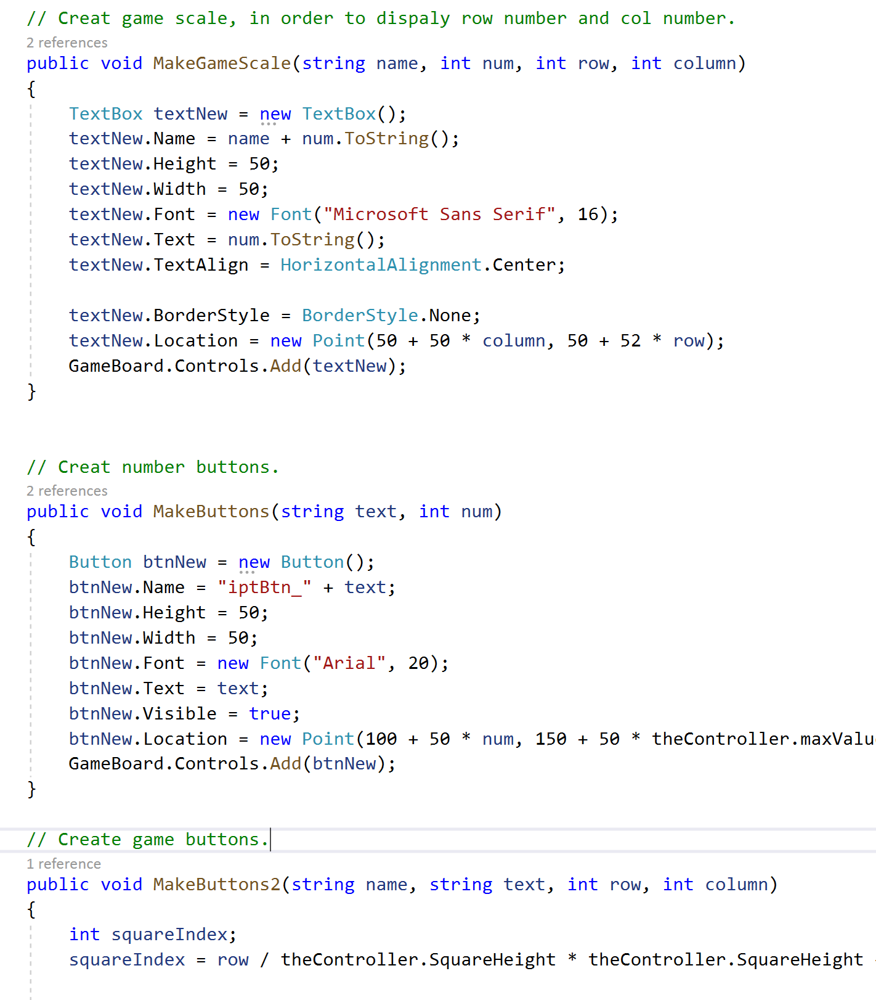 // Creat game scale, in order to dispaly row number and col number.
2 references
public void MakeGameScale(string name, int num, int row, int column)
{
TextBox textNew = new TextBox();
textNew.Name = name + num.ToString();
textNew.Height = 50;
textNew.Width = 50;
textNew.Font = new Font("Microsoft Sans Serif", 16);
textNew.Text = num.ToString();
textNew.TextAlign = HorizontalAlignment.Center;
textNew.BorderStyle = BorderStyle.None;
textNew.Location = new Point(50 + 50 * column, 50 + 52 * row);
GameBoard.Controls.Add(textNew);
}
// Creat number buttons.
2 references
public void MakeButtons(string text, int num)
{
Button btnNew = new Button();
btnNew.Name = "iptBtn_" + text;
btnNew.Height = 50;
btnNew.Width = 50;
btnNew.Font = new Font("Arial", 20);
btnNew.Text = text;
btnNew.Visible = true;
btnNew.Location = new Point(100 + 50 * num, 150 + 50 * theController.maxValu
GameBoard.Controls.Add(btnNew);
}
// Create game buttons.
1 reference
public void MakeButtons2(string name, string text, int row, int column)
{
int squareIndex;
squareIndex = row / theController.SquareHeight * theController.SquareHeight